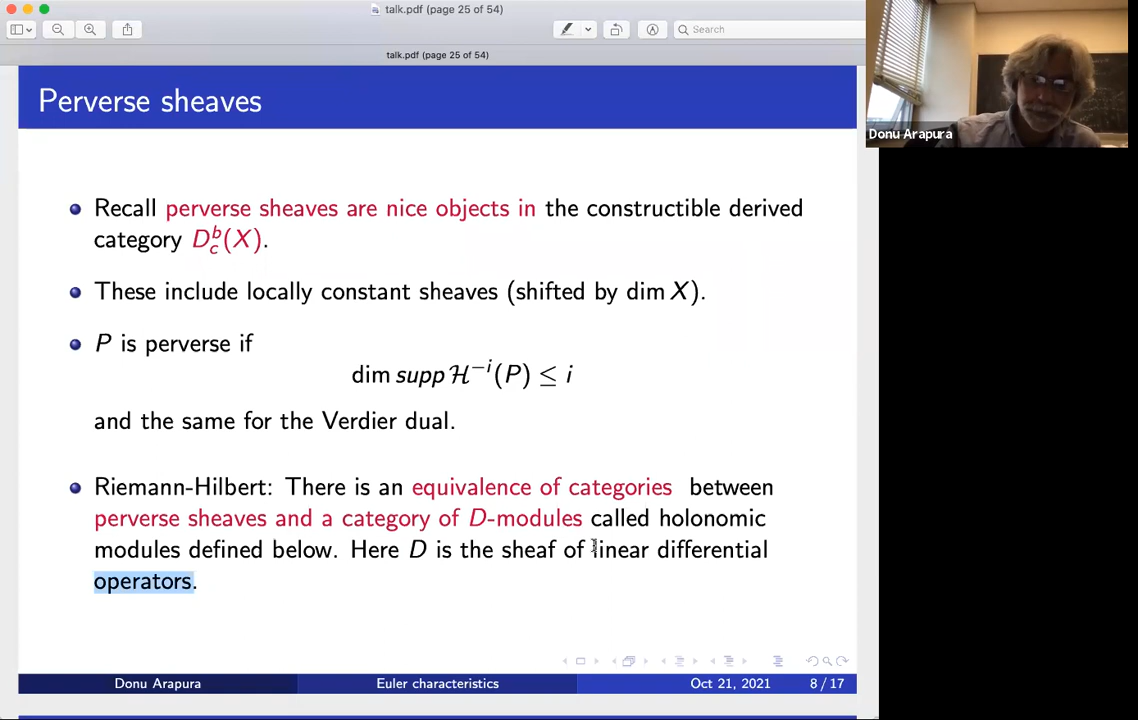 talk.pdf (page 25 of 54)
Search
talk.pdf (page 25 of 54)
Perverse sheaves
Donu Arapura
Recall perverse sheaves are nice objects in the constructible derived
category D^b_c(X).
These include locally constant sheaves (shifted by dim X).
P is perverse if
dim supp ℋ^{-i}(P) ≤ i
and the same for the Verdier dual.
Riemann-Hilbert: There is an equivalence of categories between
perverse sheaves and a category of D-modules called holonomic
modules defined below. Here D is the sheaf of linear differential
operators.
Donu Arapura Euler characteristics Oct 21, 2021 8 / 17